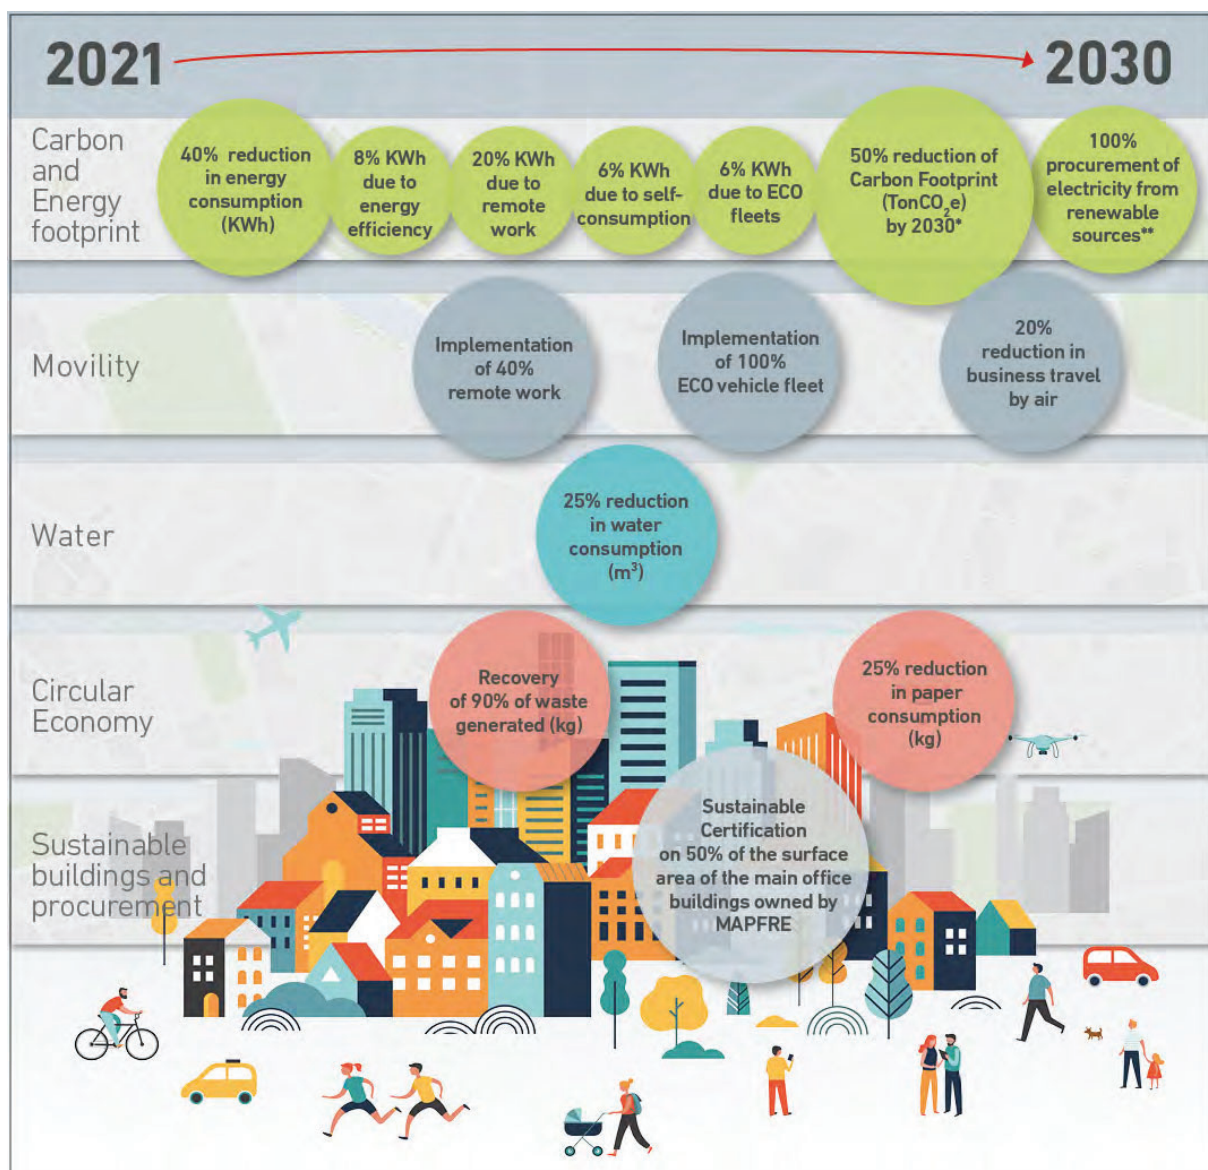 2021
2030
Carbon
and
Energy
footprint
40% reduction
in energy
consumption
(KWh)
8% KWh
due to
energy
efficiency
20% KWh
due to
remote
work
6% KWh
due to self-
consumption
6% KWh
due to ECO
fleets
50% reduction of
Carbon Footprint
(TonCO₂e)
by 2030*
100%
procurement of
electricity from
renewable
sources**
Movility
Implementation
of 40%
remote work
Implementation
of 100%
ECO vehicle fleet
20%
reduction in
business travel
by air
Water
25% reduction
in water
consumption
(m³)
Circular
Economy
Recovery
of 90% of waste
generated (kg)
25% reduction
in paper
consumption
(kg)
Sustainable
buildings and
procurement
Sustainable
Certification
on 50% of the surface
area of the main office
buildings owned by
MAPFRE